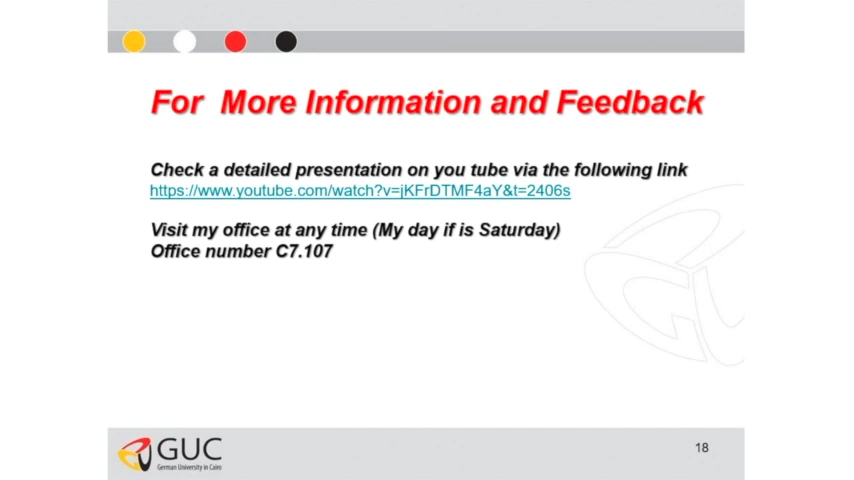 For More Information and Feedback
Check a detailed presentation on you tube via the following link
https://www.youtube.com/watch?v=jKFrDTMF4aY&t=2406s
Visit my office at any time (My day if is Saturday)
Office number C7.107
GUC
German University in Cairo
18